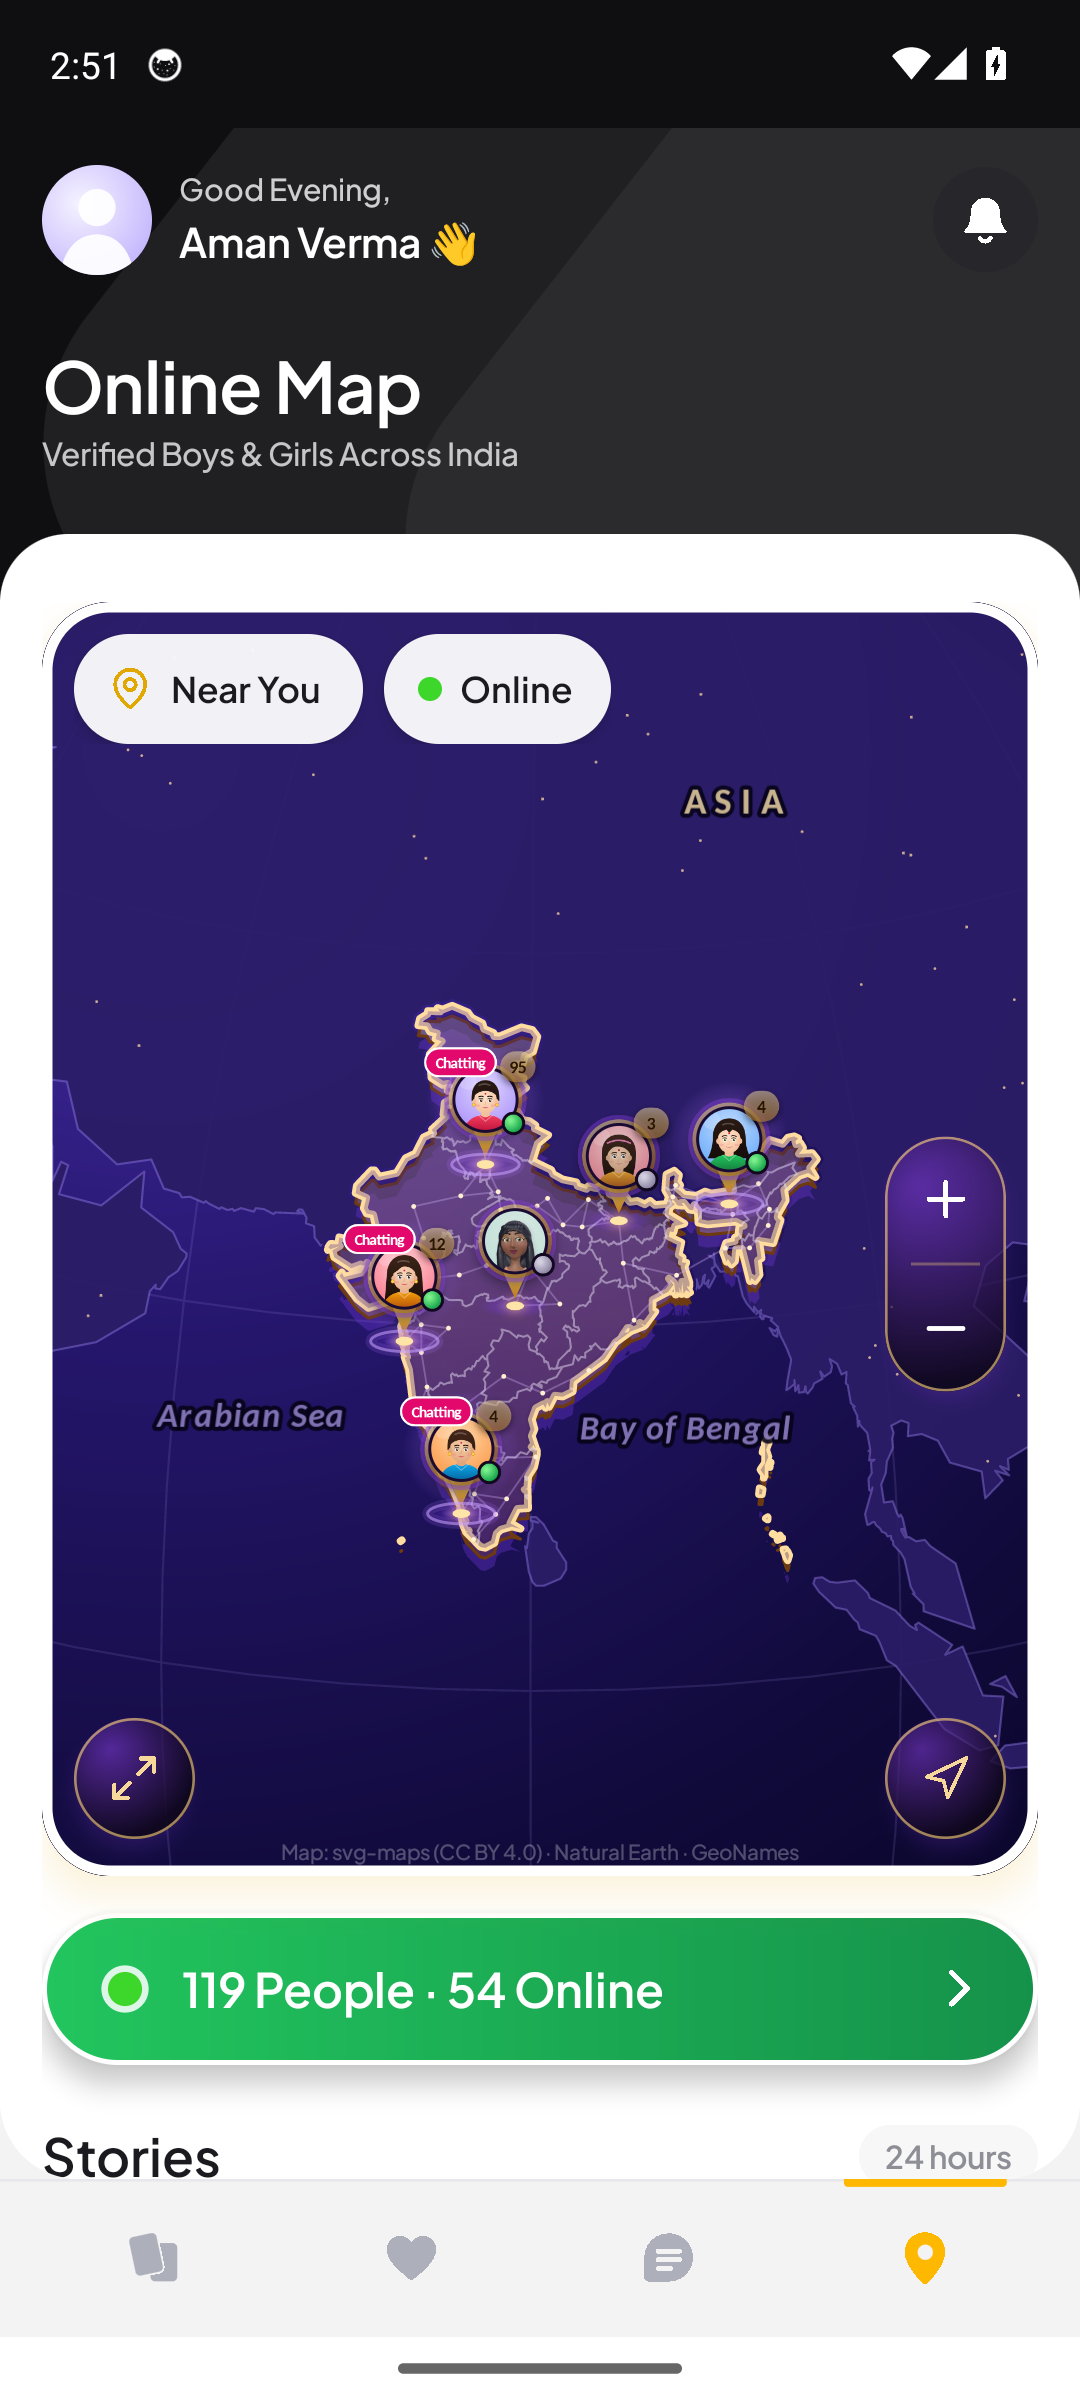 2:51
Good Evening,
Aman Verma 👋
Online Map
Verified Boys & Girls Across India
Near You
Online
ASIA
Chatting
95
4
3
Chatting
12
Chatting
4
Arabian Sea
Bay of Bengal
Map: svg-maps (CC BY 4.0) · Natural Earth · GeoNames
119 People · 54 Online
Stories
24 hours